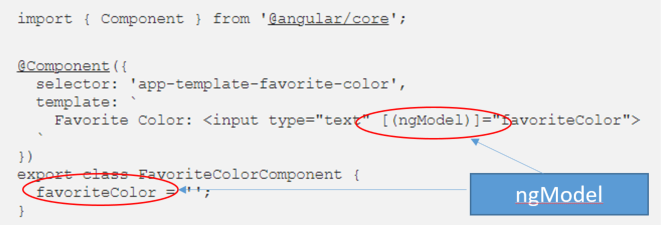 import { Component } from '@angular/core';
@Component({
selector: 'app-template-favorite-color',
template: `
Favorite Color: <input type="text" [(ngModel)]="favoriteColor">
`
})
export class FavoriteColorComponent {
favoriteColor = '';
}
ngModel